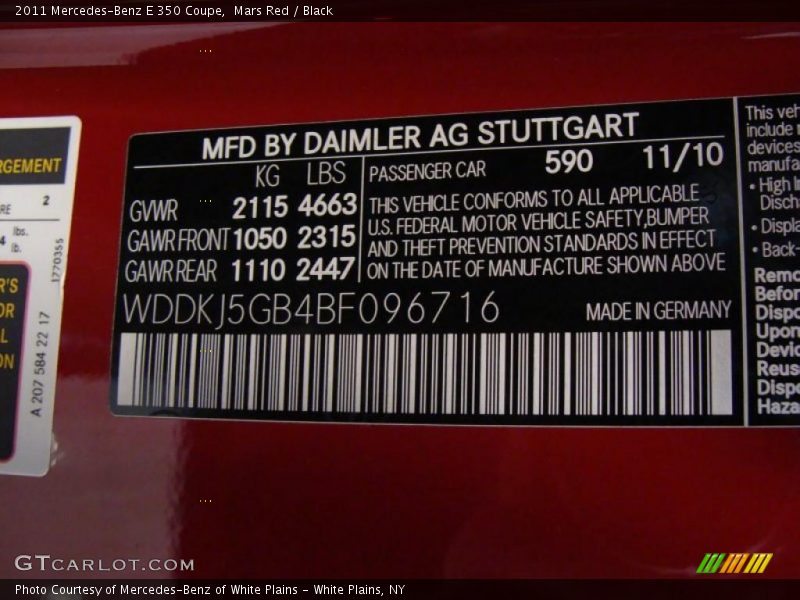 2011 Mercedes-Benz E 350 Coupe, Mars Red / Black
RGEMENT
2
lbs.
lb.
1770355
A 207 584 22 17
MFD BY DAIMLER AG STUTTGART
KG LBS
GVWR 2115 4663
GAWR FRONT 1050 2315
GAWR REAR 1110 2447
PASSENGER CAR 590 11/10
THIS VEHICLE CONFORMS TO ALL APPLICABLE
U.S. FEDERAL MOTOR VEHICLE SAFETY, BUMPER
AND THEFT PREVENTION STANDARDS IN EFFECT
ON THE DATE OF MANUFACTURE SHOWN ABOVE
WDDKJ5GB4BF096716 MADE IN GERMANY
This veh
include
devices
manufa
• High In
Disch
• Displa
• Back-
Remo
Befor
Dispo
Upon
Devic
Reus
Dispo
Haza
GTCARLOT.COM
Photo Courtesy of Mercedes-Benz of White Plains - White Plains, NY